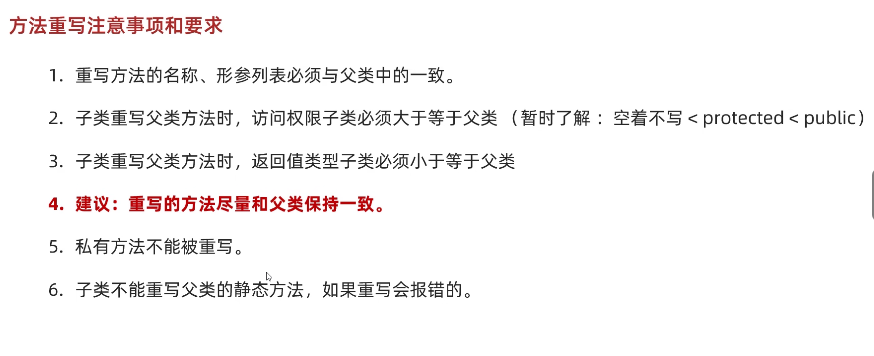 方法重写注意事项和要求
1. 重写方法的名称、形参列表必须与父类中的一致。
2. 子类重写父类方法时，访问权限子类必须大于等于父类（暂时了解：空着不写 < protected < public）
3. 子类重写父类方法时，返回值类型子类必须小于等于父类
4. 建议：重写的方法尽量和父类保持一致。
5. 私有方法不能被重写。
6. 子类不能重写父类的静态方法，如果重写会报错的。